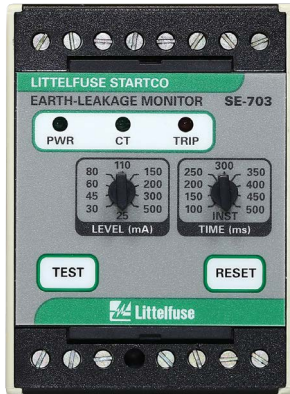 LITTELFUSE STARTCO
EARTH-LEAKAGE MONITOR SE-703
PWR CT TRIP
110 300
80 150 250 350
60 200 200 400
45 300 150 450
30 500 100 500
25 INST
LEVEL (mA) TIME (ms)
TEST RESET
Littelfuse